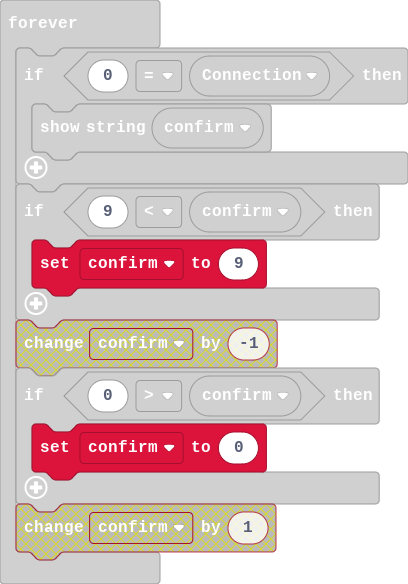 forever
if 0 = Connection then
show string confirm
if 9 < confirm then
set confirm to 9
change confirm by -1
if 0 > confirm then
set confirm to 0
change confirm by 1